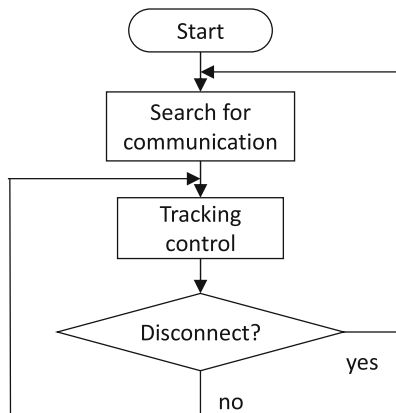 Start
Search for
communication
Tracking
control
Disconnect?
yes
no